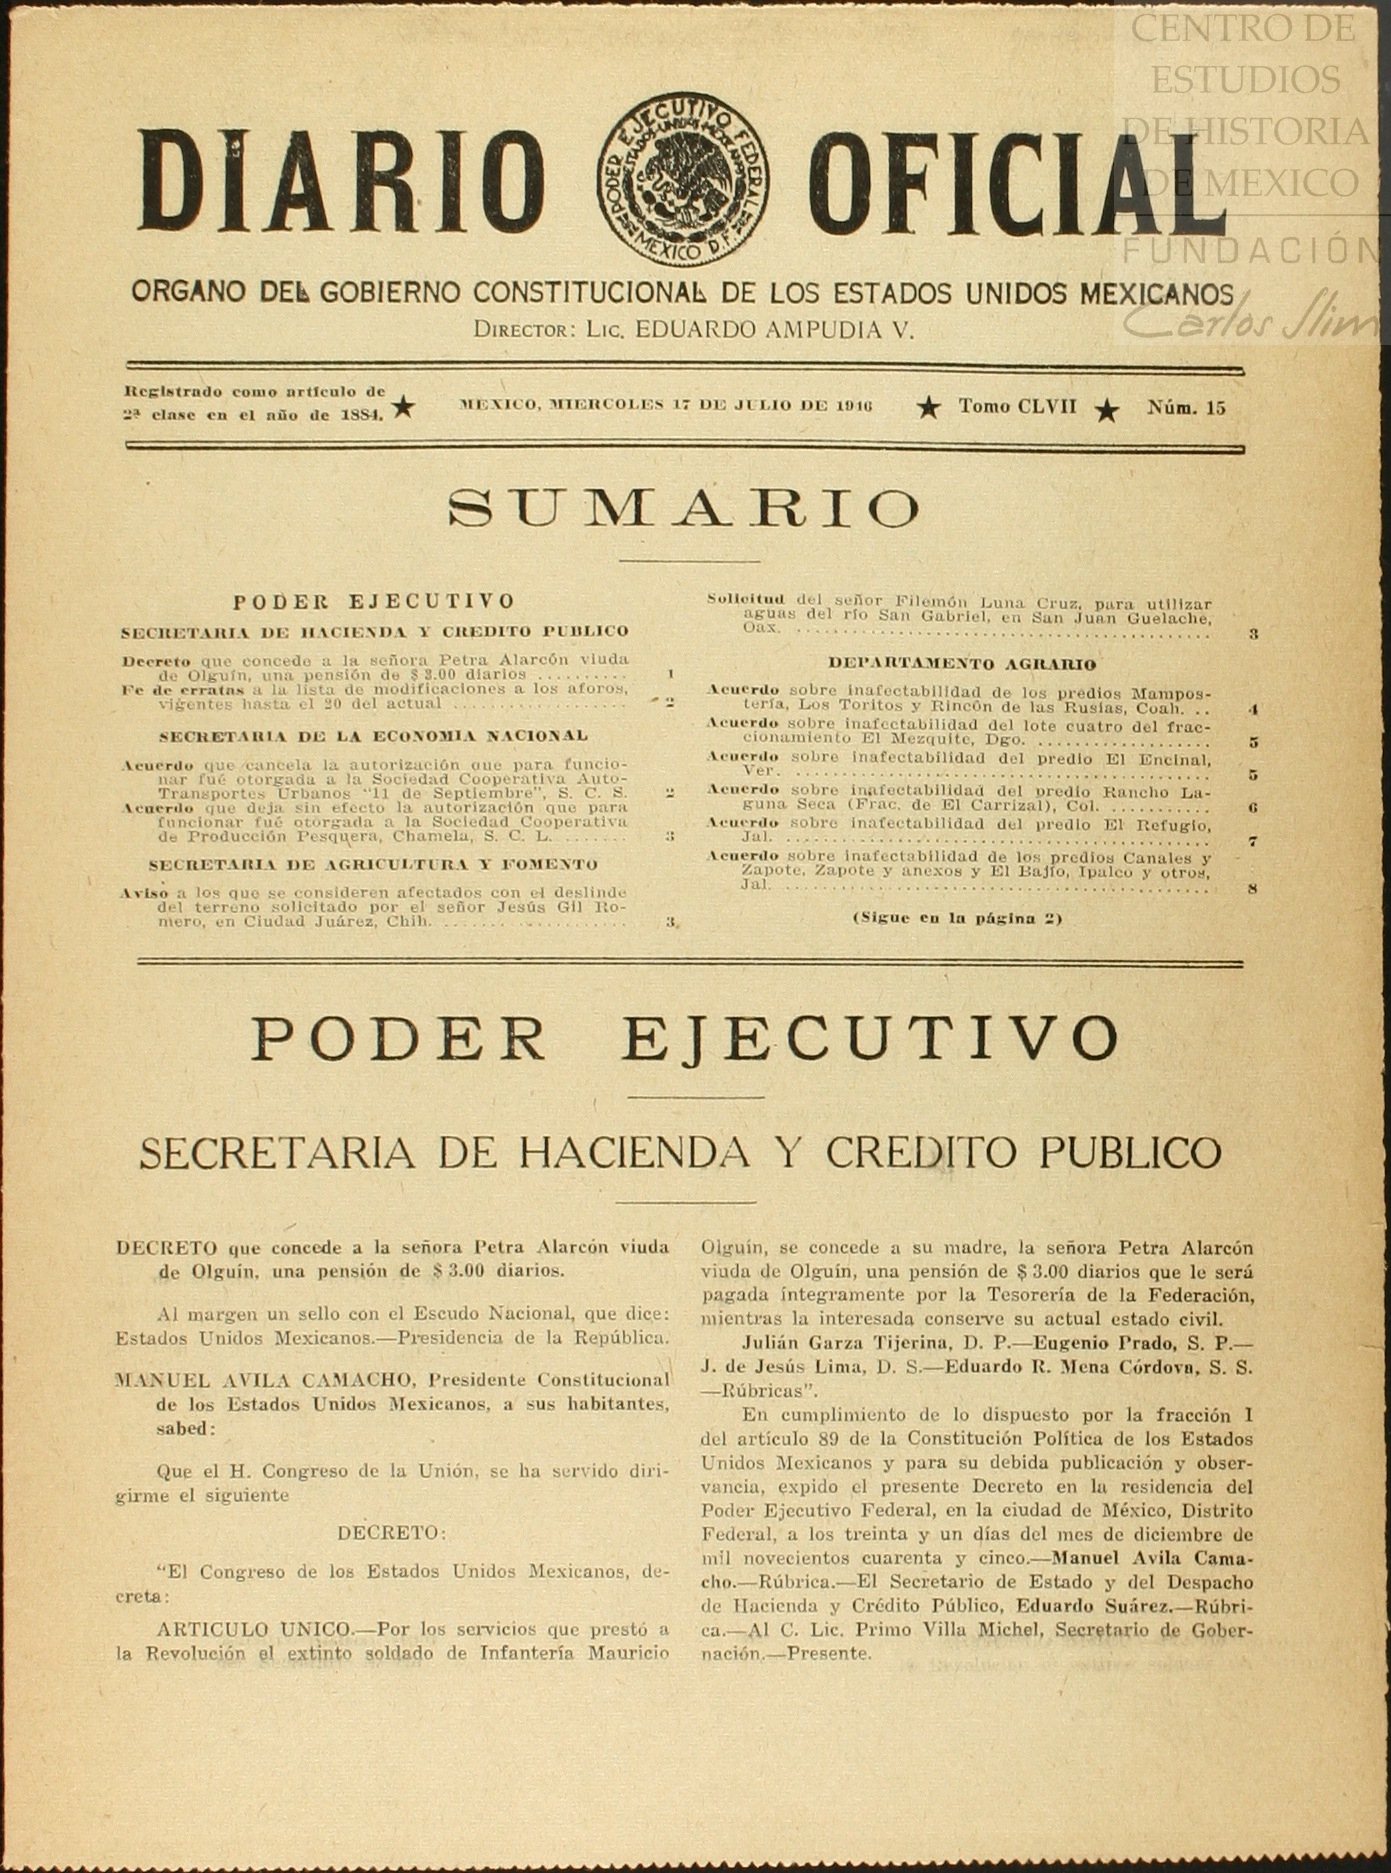 CENTRO DE
ESTUDIOS
DE HISTORIA
DE MEXICO
FUNDACIÓN
Carlos Slim
DIARIO OFICIAL
PODER EJECUTIVO FEDERAL
ESTADOS UNIDOS MEXICANOS
MEXICO D.F.
ORGANO DEL GOBIERNO CONSTITUCIONAL DE LOS ESTADOS UNIDOS MEXICANOS
DIRECTOR: LIC. EDUARDO AMPUDIA V.
Registrado como artículo de
2ª clase en el año de 1884.
MEXICO, MIERCOLES 17 DE JULIO DE 1946
Tomo CLVII
Núm. 15
SUMARIO
PODER EJECUTIVO
SECRETARIA DE HACIENDA Y CREDITO PUBLICO
Decreto que concede a la señora Petra Alarcón viuda
de Olguín, una pensión de $ 3.00 diarios .......... 1
Fe de erratas a la lista de modificaciones a los aforos,
vigentes hasta el 20 del actual ................... 2
SECRETARIA DE LA ECONOMIA NACIONAL
Acuerdo que cancela la autorización que para funcio-
nar fué otorgada a la Sociedad Cooperativa Auto-
Transportes Urbanos "11 de Septiembre", S. C. S. 2
Acuerdo que deja sin efecto la autorización que para
funcionar fué otorgada a la Sociedad Cooperativa
de Producción Pesquera, Chamela, S. C. L. ....... 3
SECRETARIA DE AGRICULTURA Y FOMENTO
Aviso a los que se consideren afectados con el deslinde
del terreno solicitado por el señor Jesús Gil Ro-
mero, en Ciudad Juárez, Chih. ................... 3
Solicitud del señor Filemón Luna Cruz, para utilizar
aguas del río San Gabriel, en San Juan Guelache,
Oax. .......................................... 3
DEPARTAMENTO AGRARIO
Acuerdo sobre inafectabilidad de los predios Mampos-
tería, Los Toritos y Rincón de las Rusias, Coah. .. 4
Acuerdo sobre inafectabilidad del lote cuatro del frac-
cionamiento El Mezquite, Dgo. .................. 5
Acuerdo sobre inafectabilidad del predio El Encinal,
Ver. .......................................... 5
Acuerdo sobre inafectabilidad del predio Rancho La-
guna Seca (Frac. de El Carrizal), Col. ........... 6
Acuerdo sobre inafectabilidad del predio El Refugio,
Jal. ........................................... 7
Acuerdo sobre inafectabilidad de los predios Canales y
Zapote, Zapote y anexos y El Bajío, Ipalco y otros,
Jal. ........................................... 8
(Sigue en la página 2)
PODER EJECUTIVO
SECRETARIA DE HACIENDA Y CREDITO PUBLICO
DECRETO que concede a la señora Petra Alarcón viuda
de Olguín, una pensión de $ 3.00 diarios.
Al margen un sello con el Escudo Nacional, que dice:
Estados Unidos Mexicanos.—Presidencia de la República.
MANUEL AVILA CAMACHO, Presidente Constitucional
de los Estados Unidos Mexicanos, a sus habitantes,
sabed:
Que el H. Congreso de la Unión, se ha servido diri-
girme el siguiente
DECRETO:
"El Congreso de los Estados Unidos Mexicanos, de-
creta:
ARTICULO UNICO.—Por los servicios que prestó a
la Revolución el extinto soldado de Infantería Mauricio
Olguín, se concede a su madre, la señora Petra Alarcón
viuda de Olguín, una pensión de $ 3.00 diarios que le será
pagada íntegramente por la Tesorería de la Federación,
mientras la interesada conserve su actual estado civil.
Julián Garza Tijerina, D. P.—Eugenio Prado, S. P.—
J. de Jesús Lima, D. S.—Eduardo R. Mena Córdova, S. S.
—Rúbricas".
En cumplimiento de lo dispuesto por la fracción I
del artículo 89 de la Constitución Política de los Estados
Unidos Mexicanos y para su debida publicación y obser-
vancia, expido el presente Decreto en la residencia del
Poder Ejecutivo Federal, en la ciudad de México, Distrito
Federal, a los treinta y un días del mes de diciembre de
mil novecientos cuarenta y cinco.—Manuel Avila Cama-
cho.—Rúbrica.—El Secretario de Estado y del Despacho
de Hacienda y Crédito Público, Eduardo Suárez.—Rúbri-
ca.—Al C. Lic. Primo Villa Michel, Secretario de Gober-
nación.—Presente.